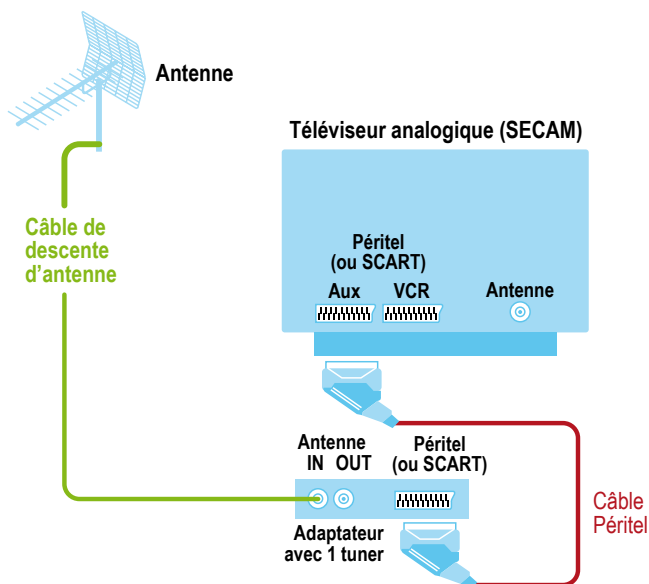 Antenne
Téléviseur analogique (SECAM)
Câble de
descente
d’antenne
Péritel
(ou SCART)
Aux VCR Antenne
Antenne
IN OUT
Péritel
(ou SCART)
Adaptateur
avec 1 tuner
Câble
Péritel